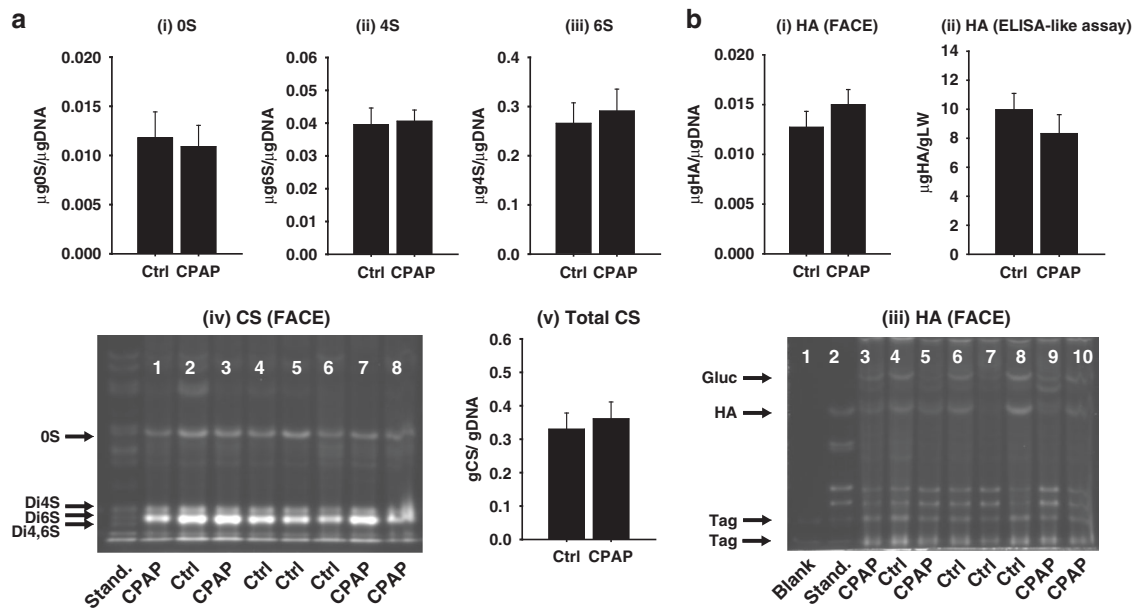 a
(i) 0S
μg0S/μgDNA
0.020
0.015
0.010
0.005
0.000
Ctrl CPAP
(ii) 4S
μg6S/μgDNA
0.06
0.05
0.04
0.03
0.02
0.01
0.00
Ctrl CPAP
(iii) 6S
μg4S/μgDNA
0.4
0.3
0.2
0.1
0.0
Ctrl CPAP
(iv) CS (FACE)
1 2 3 4 5 6 7 8
0S
Di4S
Di6S
Di4,6S
Stand. CPAP Ctrl CPAP Ctrl Ctrl Ctrl CPAP CPAP
(v) Total CS
gCS/ gDNA
0.6
0.5
0.4
0.3
0.2
0.1
0.0
Ctrl CPAP
b
(i) HA (FACE)
μgHA/μgDNA
0.020
0.015
0.010
0.005
0.000
Ctrl CPAP
(ii) HA (ELISA-like assay)
μgHA/gLW
14
12
10
8
6
4
2
0
Ctrl CPAP
(iii) HA (FACE)
1 2 3 4 5 6 7 8 9 10
Gluc
HA
Tag
Tag
Blank Stand. CPAP Ctrl CPAP Ctrl Ctrl Ctrl CPAP CPAP